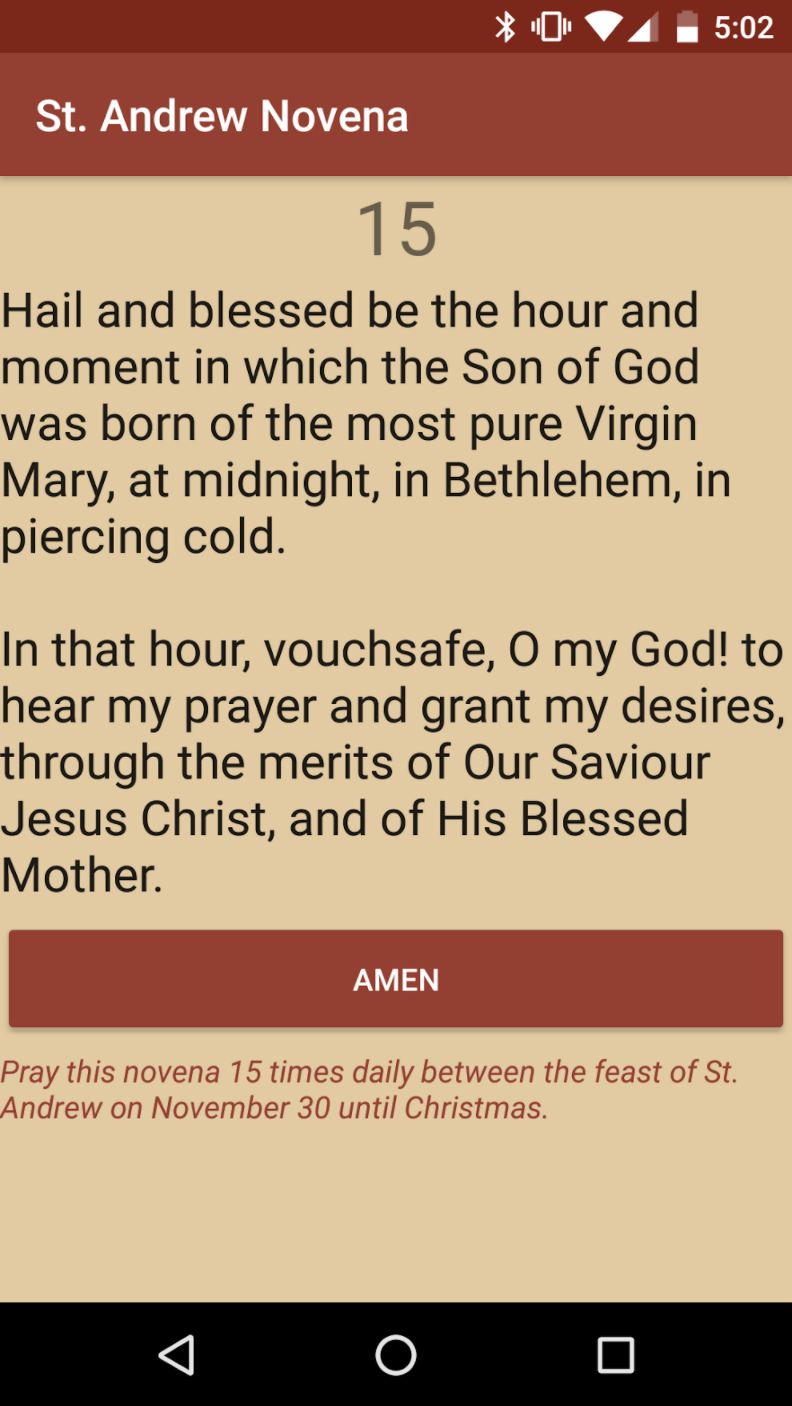 5:02
St. Andrew Novena
15
Hail and blessed be the hour and
moment in which the Son of God
was born of the most pure Virgin
Mary, at midnight, in Bethlehem, in
piercing cold.
In that hour, vouchsafe, O my God! to
hear my prayer and grant my desires,
through the merits of Our Saviour
Jesus Christ, and of His Blessed
Mother.
AMEN
Pray this novena 15 times daily between the feast of St.
Andrew on November 30 until Christmas.